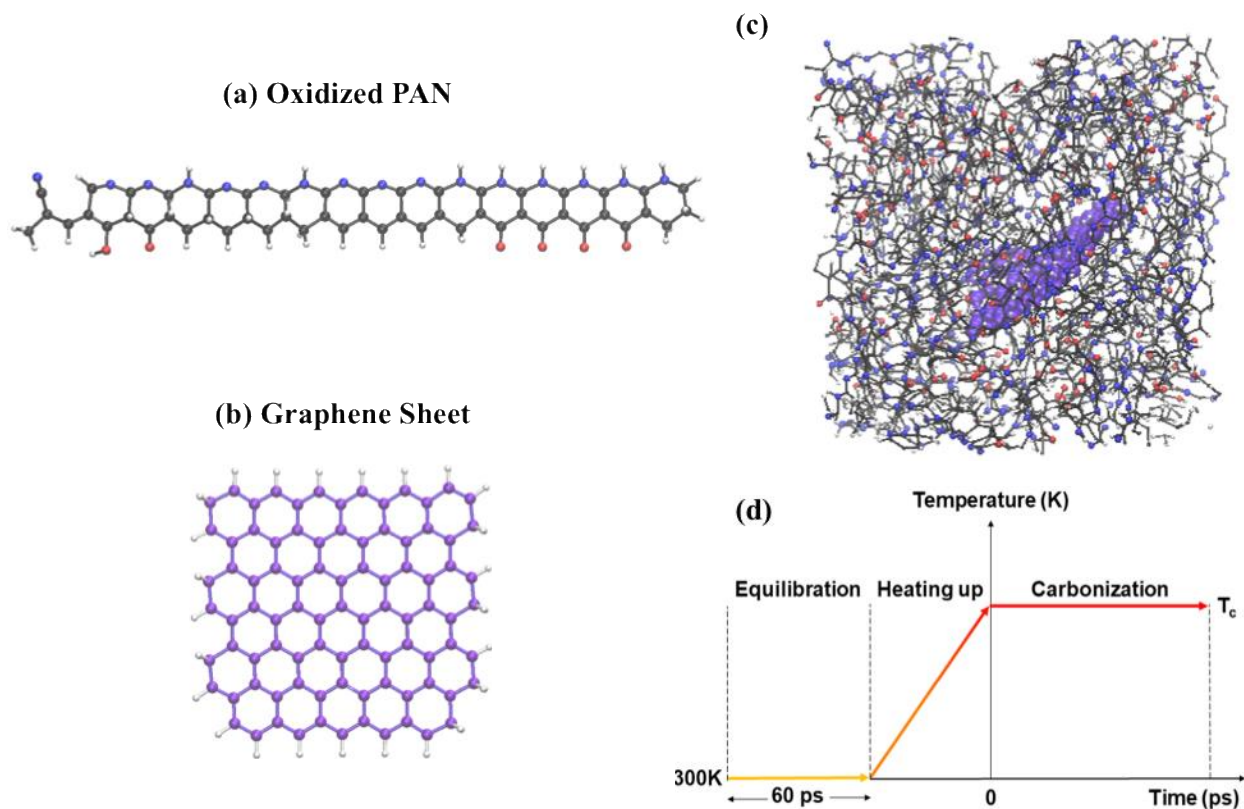 (a) Oxidized PAN
(b) Graphene Sheet
(c)
(d)
Temperature (K)
Equilibration
Heating up
Carbonization
Tc
300K
60 ps
0
Time (ps)